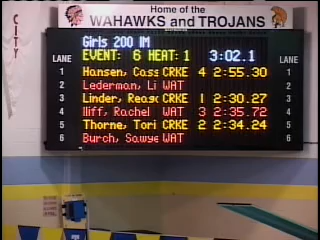 Home of the
WAHAWKS and TROJANS
CITY
Girls 200 IM
EVENT: 6 HEAT: 1 3:02.1
LANE LANE
1 Hansen, Cass CRKE 4 2:55.30 1
2 Lederman, Li WAT 2
3 Linder, Reag CRKE 1 2:30.27 3
4 Iliff, Rachel WAT 3 2:35.72 4
5 Thorne, Tori CRKE 2 2:34.24 5
6 Burch, Sawye WAT 6